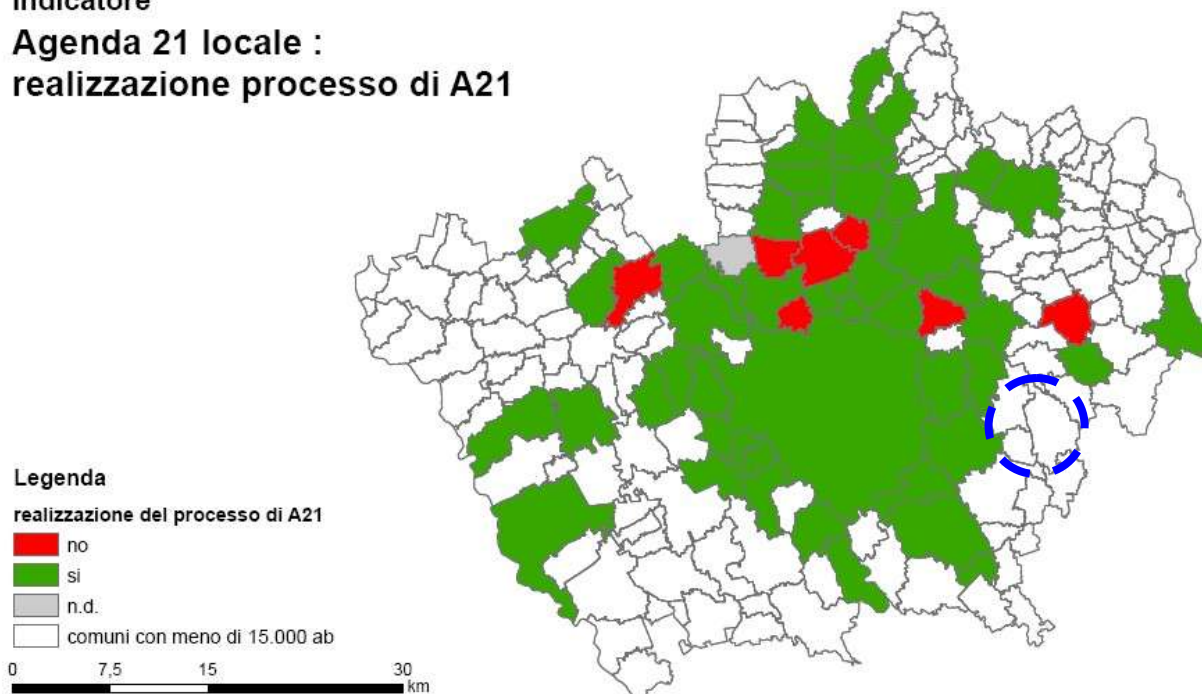 Indicatore
Agenda 21 locale :
realizzazione processo di A21
Legenda
realizzazione del processo di A21
no
si
n.d.
comuni con meno di 15.000 ab
0 7,5 15 30
km